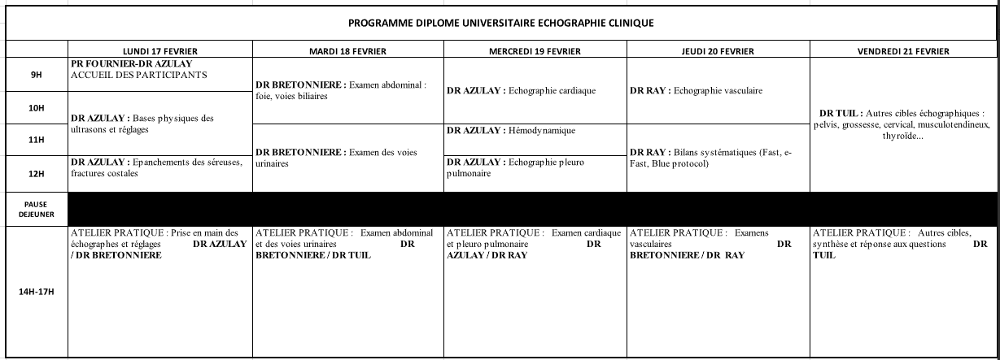 PROGRAMME DIPLOME UNIVERSITAIRE ECHOGRAPHIE CLINIQUE
LUNDI 17 FEVRIER
MARDI 18 FEVRIER
MERCREDI 19 FEVRIER
JEUDI 20 FEVRIER
VENDREDI 21 FEVRIER
9H
PR FOURNIER-DR AZULAY
ACCUEIL DES PARTICIPANTS
DR BRETONNIERE : Examen abdominal :
foie, voies biliaires
DR AZULAY : Echographie cardiaque
DR RAY : Echographie vasculaire
DR TUIL : Autres cibles échographiques :
pelvis, grossesse, cervical, musculotendineux,
thyroïde...
10H
DR AZULAY : Bases physiques des
ultrasons et réglages
11H
DR BRETONNIERE : Examen des voies
urinaires
DR AZULAY : Hémodynamique
DR RAY : Bilans systématiques (Fast, e-
Fast, Blue protocol)
12H
DR AZULAY : Epanchements des séreuses,
fractures costales
DR AZULAY : Echographie pleuro
pulmonaire
PAUSE
DEJEUNER
14H-17H
ATELIER PRATIQUE : Prise en main des
échographes et réglages DR AZULAY
/ DR BRETONNIERE
ATELIER PRATIQUE : Examen abdominal
et des voies urinaires DR
BRETONNIERE / DR TUIL
ATELIER PRATIQUE : Examen cardiaque
et pleuro pulmonaire DR
AZULAY / DR RAY
ATELIER PRATIQUE : Examens
vasculaires DR
BRETONNIERE / DR RAY
ATELIER PRATIQUE : Autres cibles,
synthèse et réponse aux questions DR
TUIL